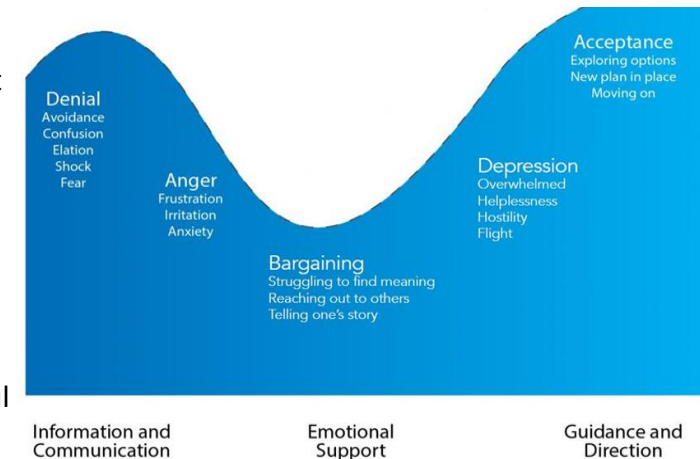 Denial
Avoidance
Confusion
Elation
Shock
Fear
Anger
Frustration
Irritation
Anxiety
Bargaining
Struggling to find meaning
Reaching out to others
Telling one's story
Depression
Overwhelmed
Helplessness
Hostility
Flight
Acceptance
Exploring options
New plan in place
Moving on
Information and
Communication
Emotional
Support
Guidance and
Direction